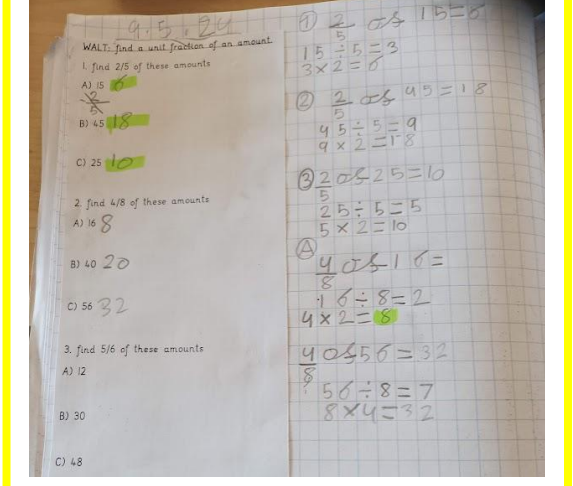 9.5.24
WALT: find a unit fraction of an amount.
1. find 2/5 of these amounts
A) 15 6
2
5
B) 45 18
C) 25 10
2. find 4/8 of these amounts
A) 16 8
B) 40 20
C) 56 32
3. find 5/6 of these amounts
A) 12
B) 30
C) 48
① 2/5 of 15=6
15÷5=3
3×2=6
② 2/5 of 45=18
45÷5=9
9×2=18
③ 2/5 of 25=10
25÷5=5
5×2=10
Ⓐ
4/8 of 16=
16÷8=2
4×2=8
4/8 of 56=32
56÷8=7
8×4=32